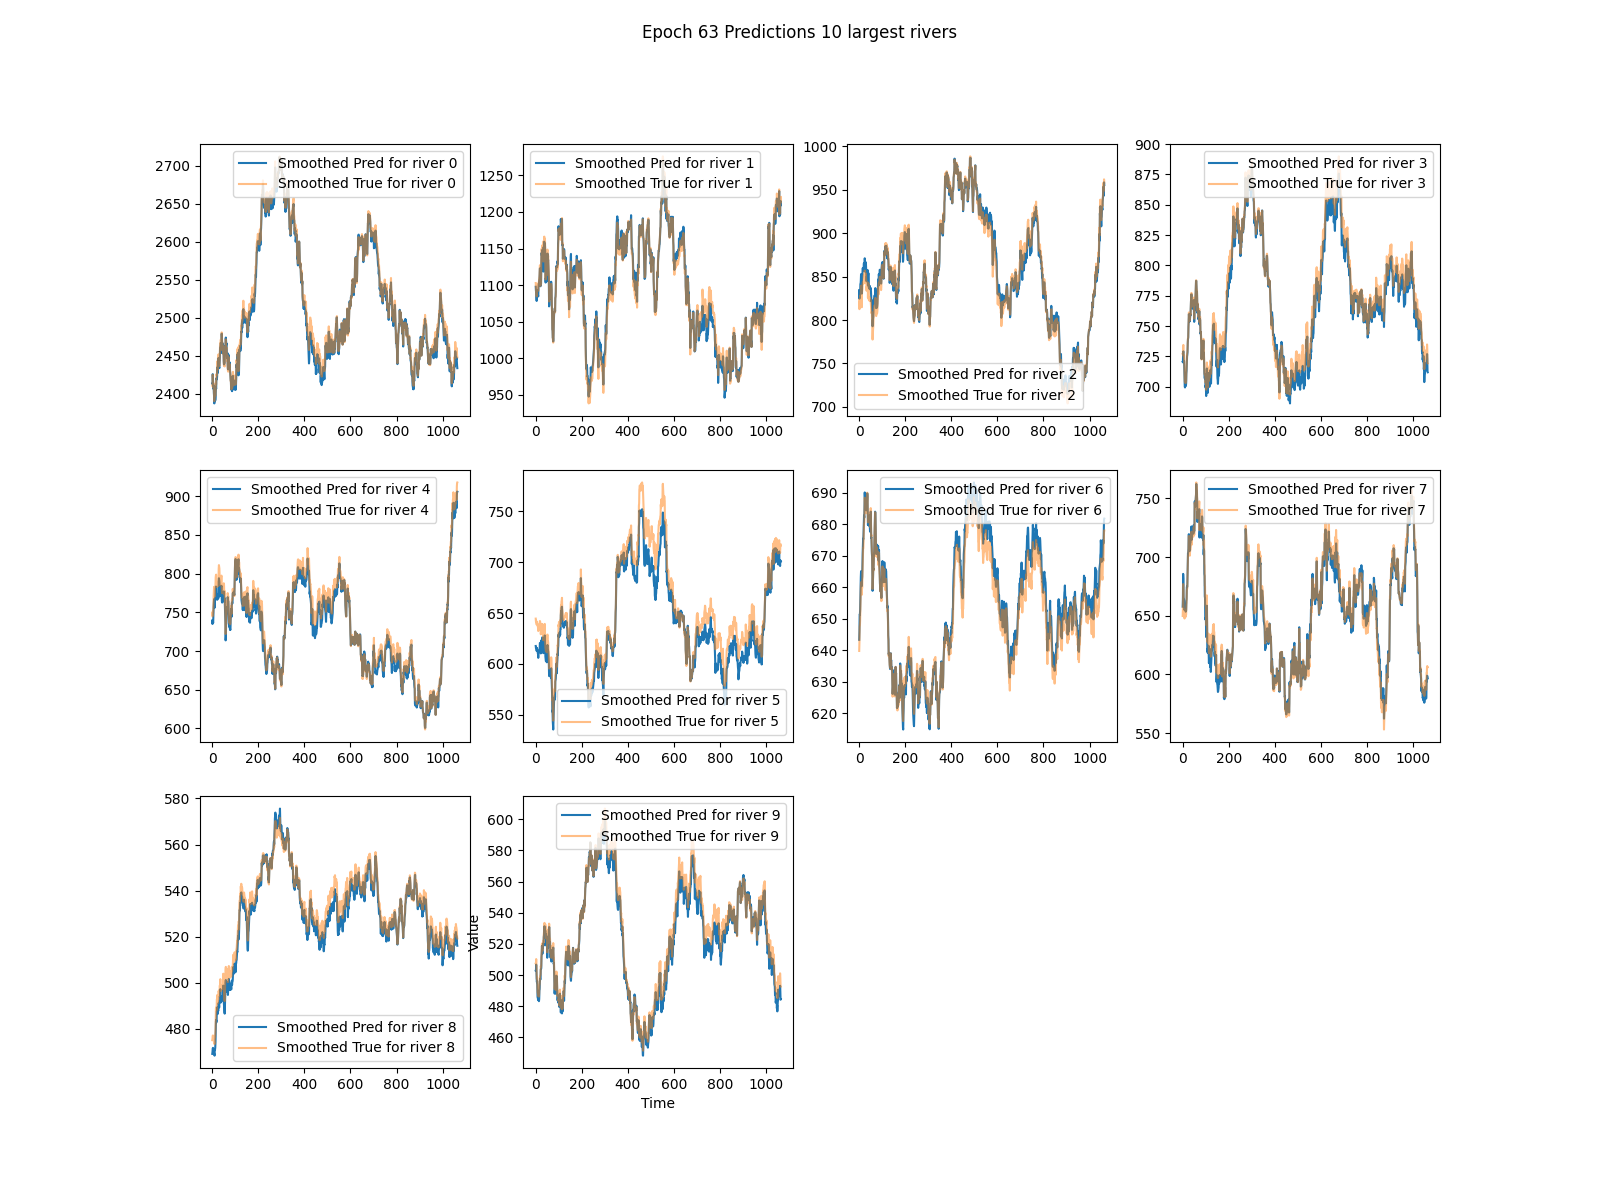 Epoch 63 Predictions 10 largest rivers
Smoothed Pred for river 0
Smoothed True for river 0
2700
2650
2600
2550
2500
2450
2400
0 200 400 600 800 1000
Smoothed Pred for river 1
Smoothed True for river 1
1250
1200
1150
1100
1050
1000
950
0 200 400 600 800 1000
1000
950
900
850
800
750
700
Smoothed Pred for river 2
Smoothed True for river 2
0 200 400 600 800 1000
900
875
850
825
800
775
750
725
700
Smoothed Pred for river 3
Smoothed True for river 3
0 200 400 600 800 1000
Smoothed Pred for river 4
Smoothed True for river 4
900
850
800
750
700
650
600
0 200 400 600 800 1000
750
700
650
600
550
Smoothed Pred for river 5
Smoothed True for river 5
0 200 400 600 800 1000
Smoothed Pred for river 6
Smoothed True for river 6
690
680
670
660
650
640
630
620
0 200 400 600 800 1000
Smoothed Pred for river 7
Smoothed True for river 7
750
700
650
600
550
0 200 400 600 800 1000
580
560
540
520
500
480
Smoothed Pred for river 8
Smoothed True for river 8
0 200 400 600 800 1000
Smoothed Pred for river 9
Smoothed True for river 9
600
580
560
540
520
500
480
460
Value
0 200 400 600 800 1000
Time